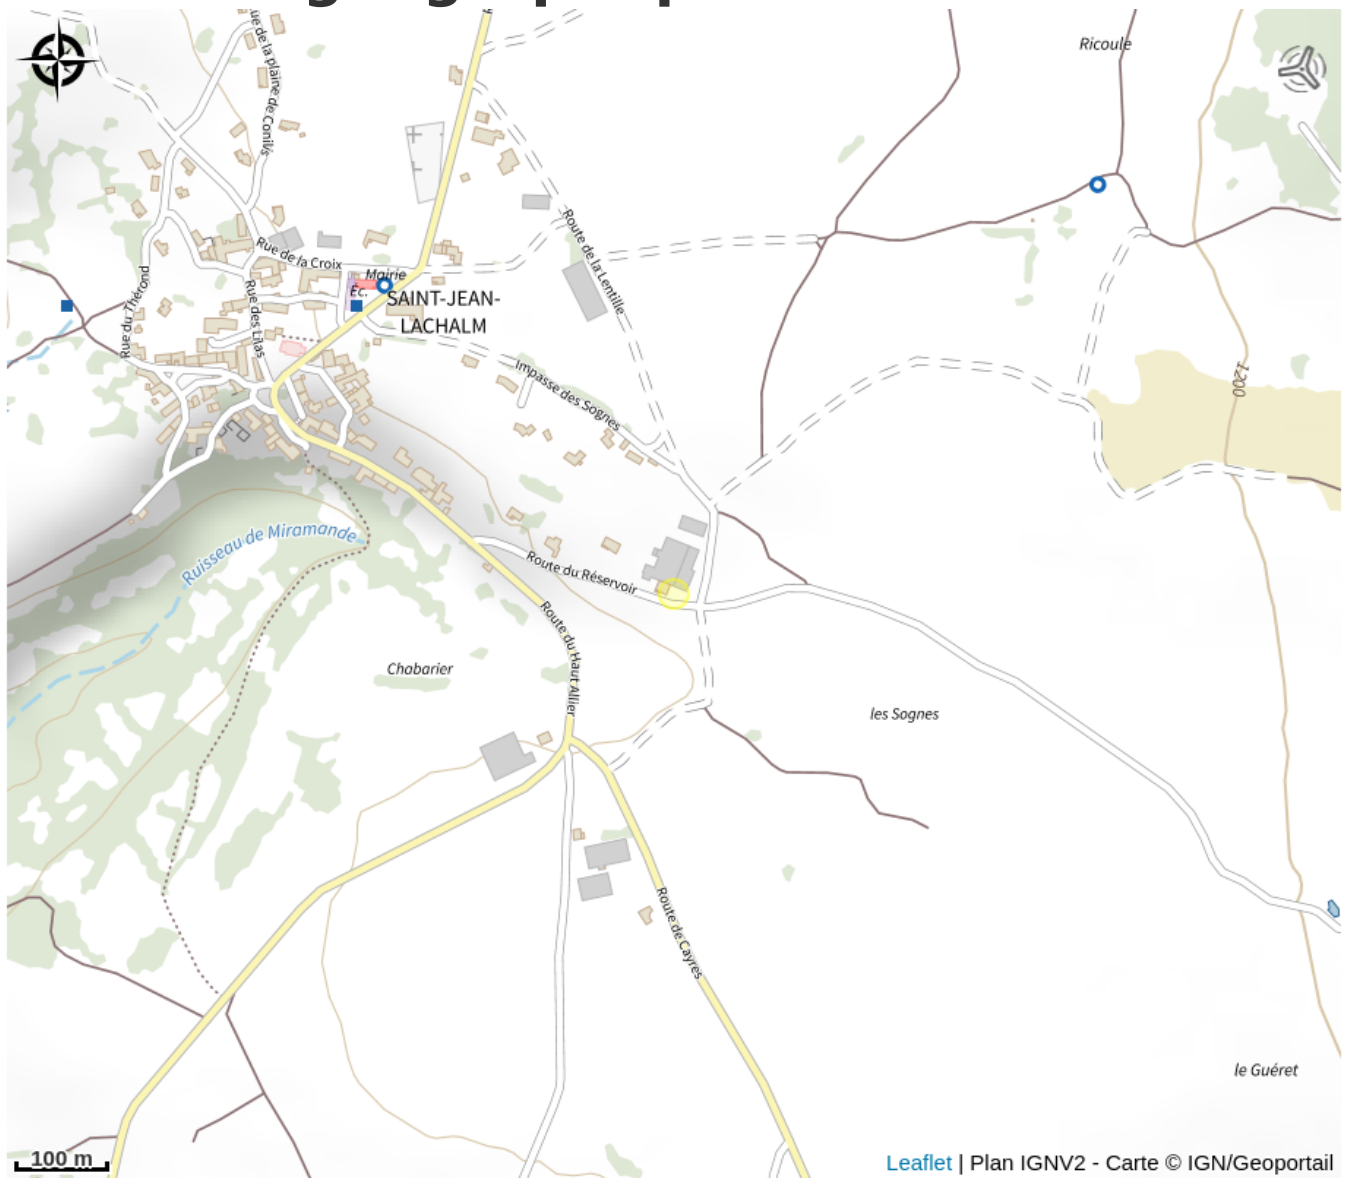 Ricoule
Rue de la plaine de Conilis
Route de la Lentille
Rue de la Croix
Mairie
Éc.
SAINT-JEAN-
LACHALM
Rue du Thérond
Rue des Lilas
Impasse des Sognes
1200
Ruisseau de Miramande
Route du Réservoir
Route du Haut Allier
Chabarier
les Sognes
Route de Cayres
le Guéret
100 m
Leaflet | Plan IGNV2 - Carte © IGN/Geoportail